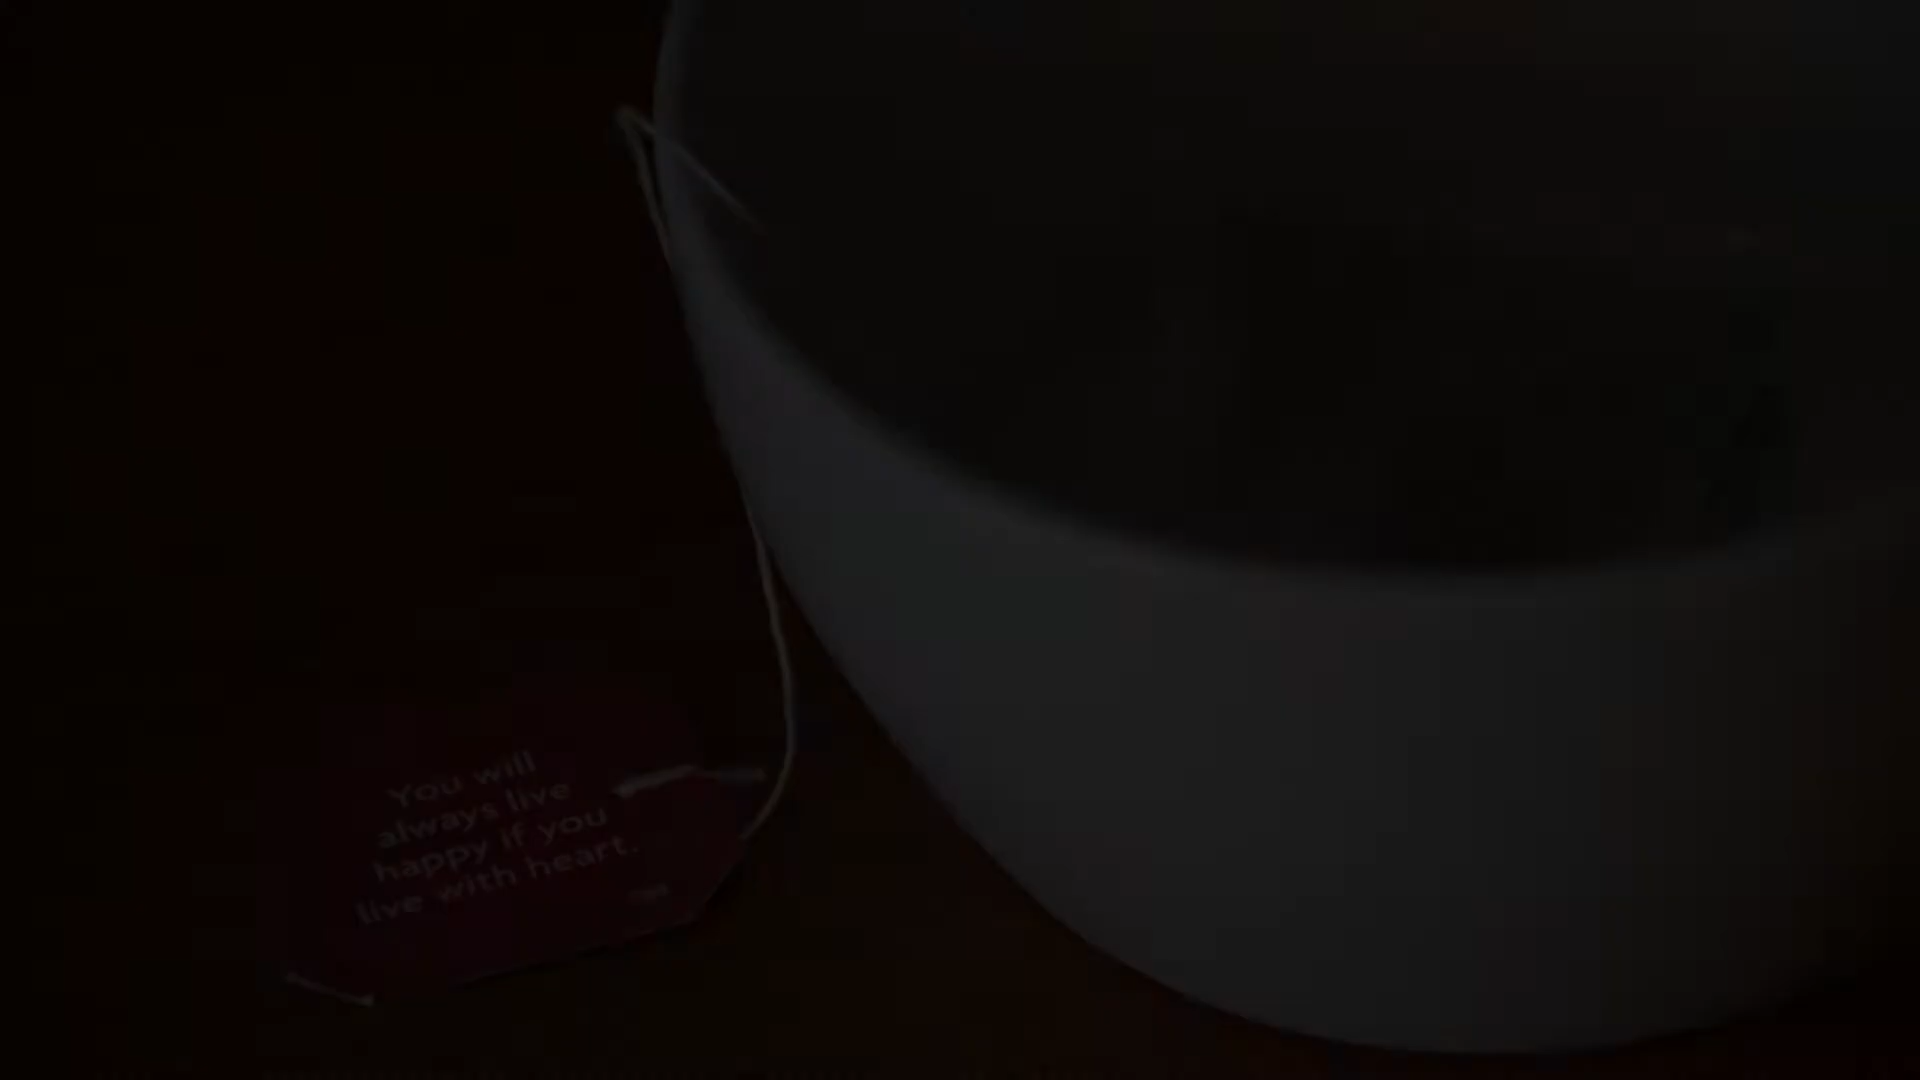 You will
always live
happy if you
live with heart.